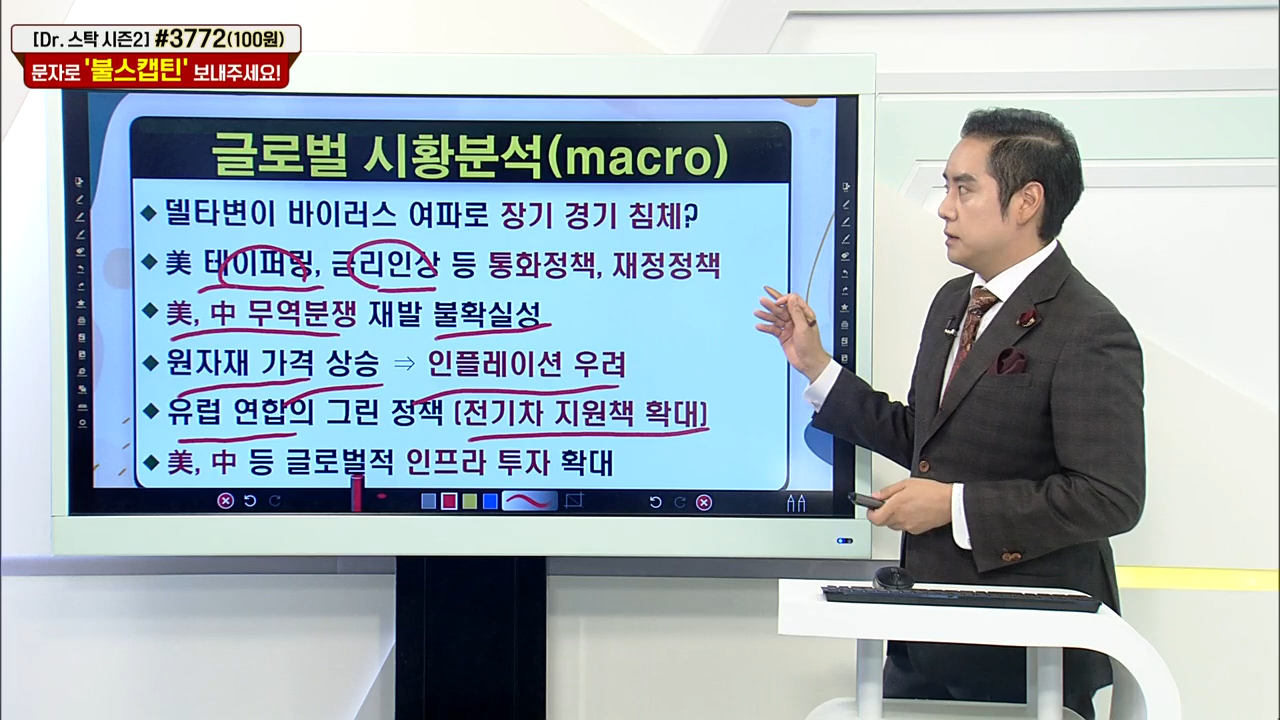 [Dr. 스탁 시즌2] #3772(100원)
문자로 '불스캡틴' 보내주세요!
글로벌 시황분석(macro)
◆ 델타변이 바이러스 여파로 장기 경기 침체?
◆ 美 테이퍼링, 금리인상 등 통화정책, 재정정책
◆ 美, 中 무역분쟁 재발 불확실성
◆ 원자재 가격 상승 ⇒ 인플레이션 우려
◆ 유럽 연합의 그린 정책 (전기차 지원책 확대)
◆ 美, 中 등 글로벌적 인프라 투자 확대